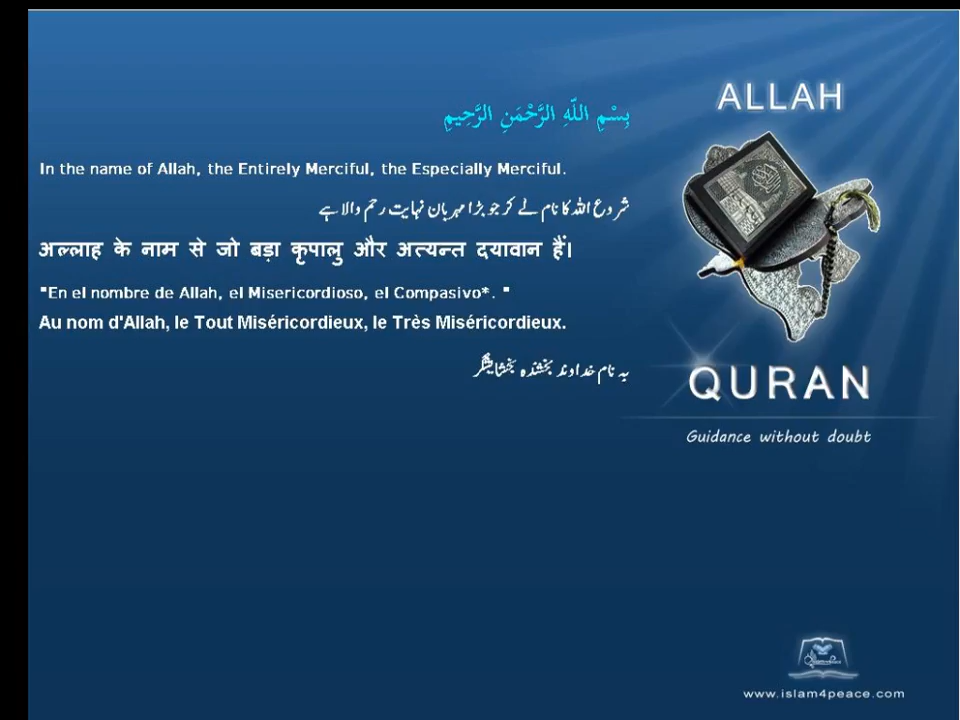 بِسْمِ اللَّهِ الرَّحْمَنِ الرَّحِيمِ
In the name of Allah, the Entirely Merciful, the Especially Merciful.
شروع اللہ کا نام لے کر جو بڑا مہربان نہایت رحم والا ہے
अल्लाह के नाम से जो बड़ा कृपालु और अत्यन्त दयावान हैं।
"En el nombre de Allah, el Misericordioso, el Compasivo*. "
Au nom d'Allah, le Tout Miséricordieux, le Très Miséricordieux.
به نام خداوند بخشنده بخشایشگر
ALLAH
QURAN
Guidance without doubt
www.islam4peace.com